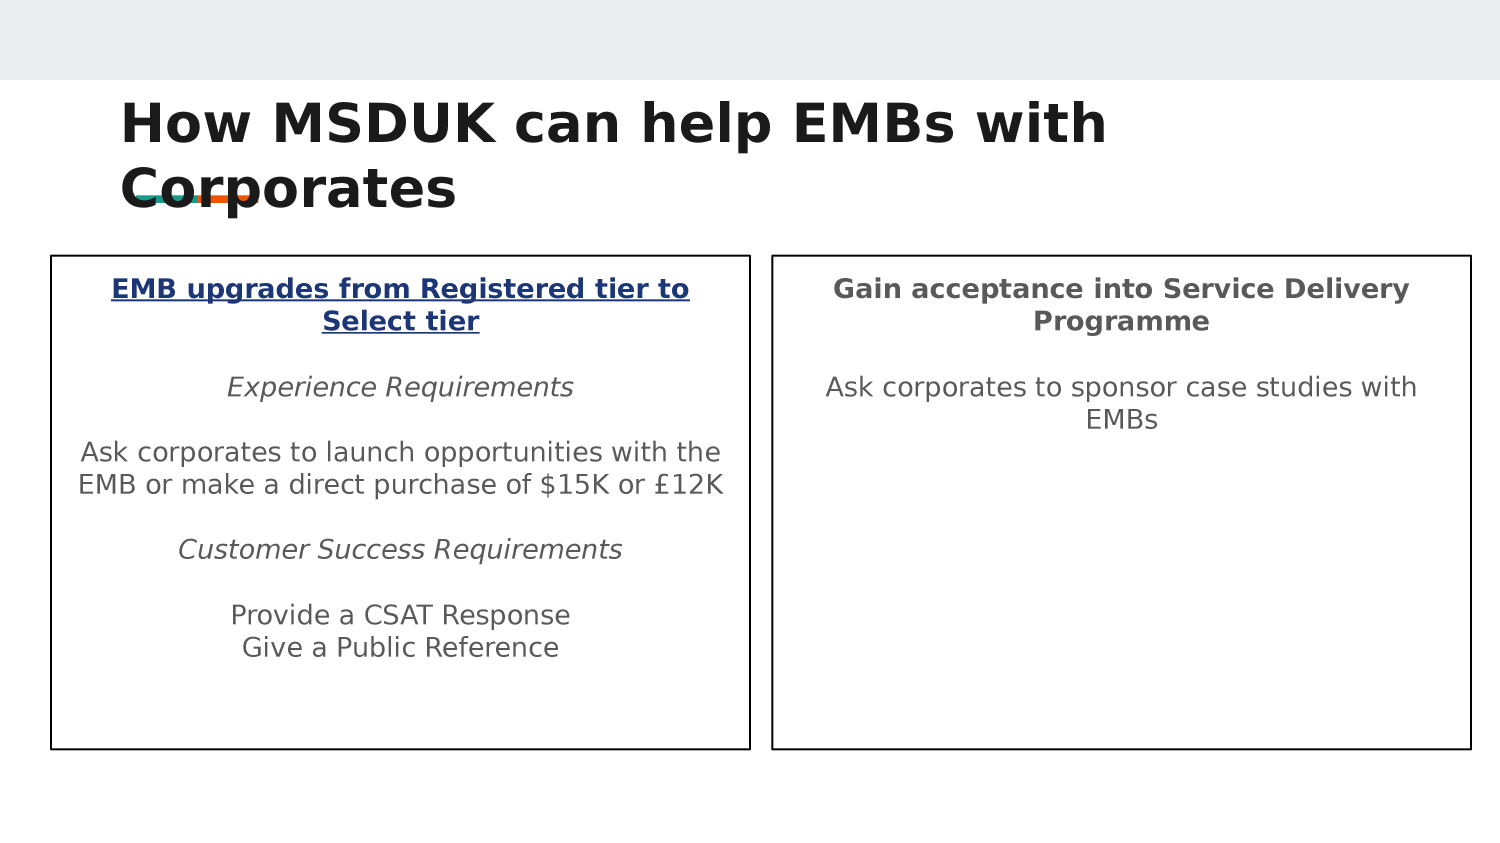 How MSDUK can help EMBs with
Corporates
EMB upgrades from Registered tier to
Select tier
Experience Requirements
Ask corporates to launch opportunities with the
EMB or make a direct purchase of $15K or £12K
Customer Success Requirements
Provide a CSAT Response
Give a Public Reference
Gain acceptance into Service Delivery
Programme
Ask corporates to sponsor case studies with
EMBs